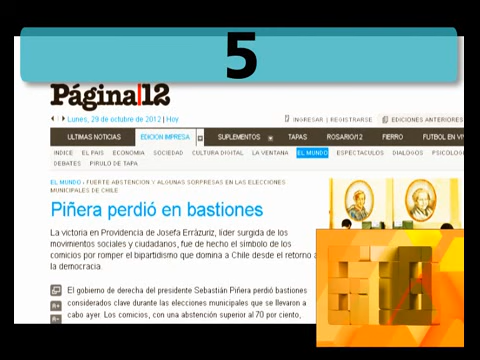 5
Página|12
Lunes, 29 de octubre de 2012 | Hoy
INGRESAR | REGISTRARSE
EDICIONES ANTERIORES
ULTIMAS NOTICIAS EDICION IMPRESA SUPLEMENTOS TAPAS ROSARIO/12 FIERRO FUTBOL EN VIV
INDICE EL PAIS ECONOMIA SOCIEDAD CULTURA DIGITAL LA VENTANA EL MUNDO ESPECTACULOS DIALOGOS PSICOLOG
DEBATES PIRULO DE TAPA
EL MUNDO › FUERTE ABSTENCION Y ALGUNAS SORPRESAS EN LAS ELECCIONES
MUNICIPALES DE CHILE
Piñera perdió en bastiones
La victoria en Providencia de Josefa Errázuriz, líder surgida de los
movimientos sociales y ciudadanos, fue de hecho el símbolo de los
comicios por romper el bipartidismo que domina a Chile desde el retorno a
la democracia.
El gobierno de derecha del presidente Sebastián Piñera perdió bastiones
considerados clave durante las elecciones municipales que se llevaron a
cabo ayer. Los comicios, con una abstención superior al 70 por ciento,